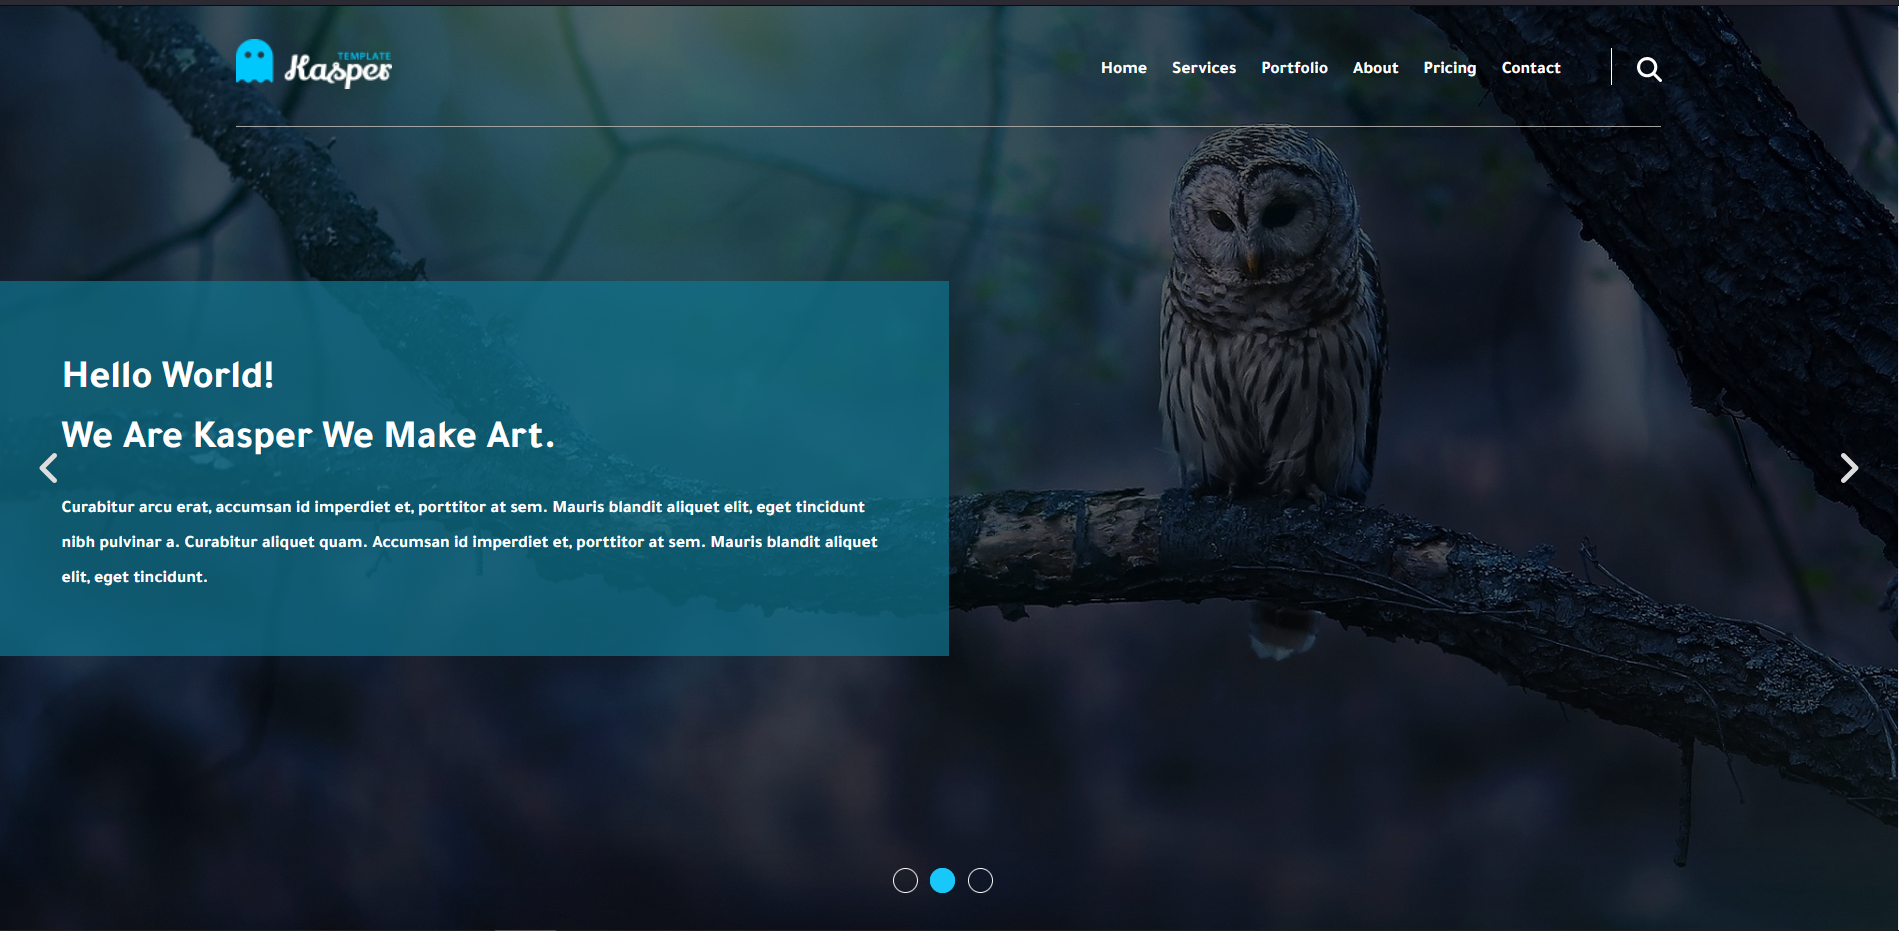 TEMPLATE
Kasper
Home Services Portfolio About Pricing Contact
Hello World!
We Are Kasper We Make Art.
Curabitur arcu erat, accumsan id imperdiet et, porttitor at sem. Mauris blandit aliquet elit, eget tincidunt
nibh pulvinar a. Curabitur aliquet quam. Accumsan id imperdiet et, porttitor at sem. Mauris blandit aliquet
elit, eget tincidunt.